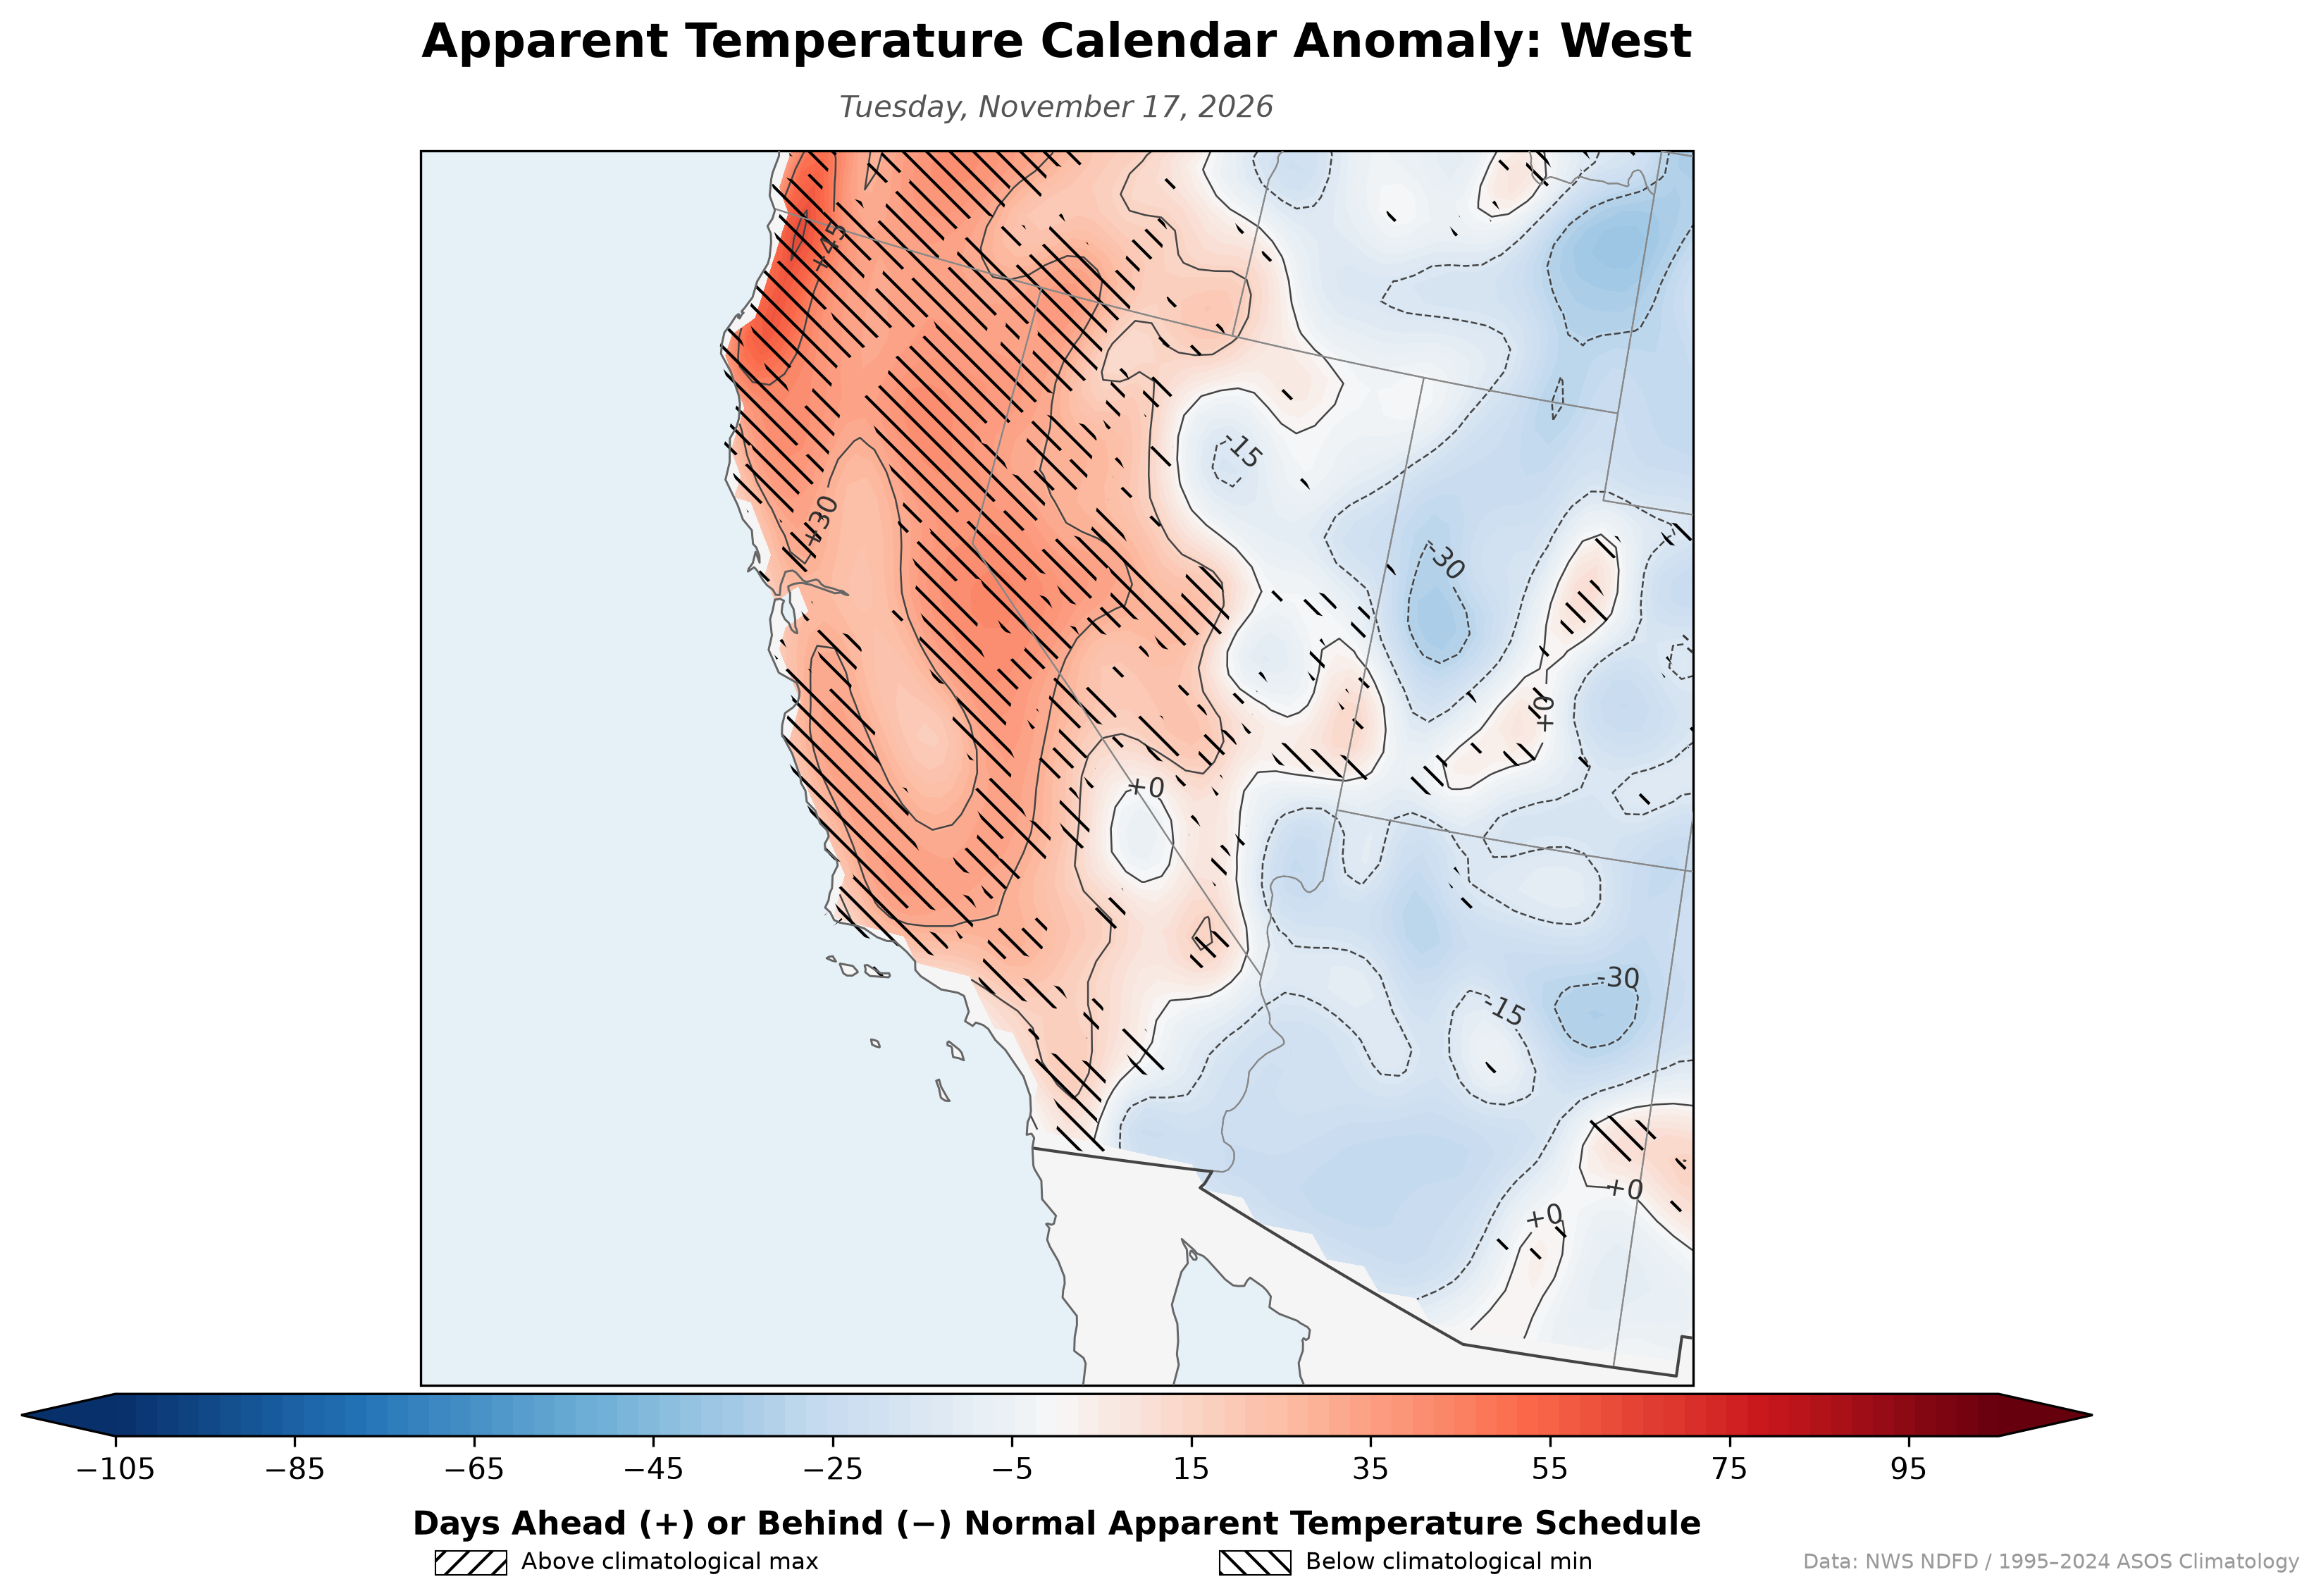 Apparent Temperature Calendar Anomaly: West
Tuesday, November 17, 2026
+45
-15
+30
-30
+0
+0
-30
-15
+0
+0
−105 −85 −65 −45 −25 −5 15 35 55 75 95
Days Ahead (+) or Behind (−) Normal Apparent Temperature Schedule
Above climatological max
Below climatological min
Data: NWS NDFD / 1995–2024 ASOS Climatology